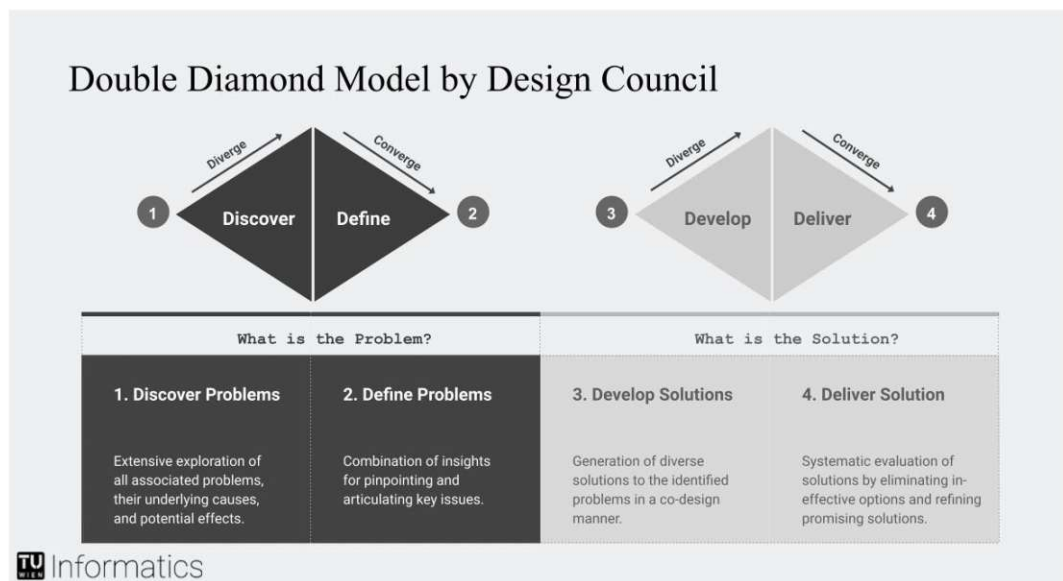 Double Diamond Model by Design Council
Diverge
Converge
1
Discover
Define
2
Diverge
Converge
3
Develop
Deliver
4
What is the Problem?
What is the Solution?
1. Discover Problems
Extensive exploration of
all associated problems,
their underlying causes,
and potential effects.
2. Define Problems
Combination of insights
for pinpointing and
articulating key issues.
3. Develop Solutions
Generation of diverse
solutions to the identified
problems in a co-design
manner.
4. Deliver Solution
Systematic evaluation of
solutions by eliminating in-
effective options and refining
promising solutions.
TU
WIEN
Informatics